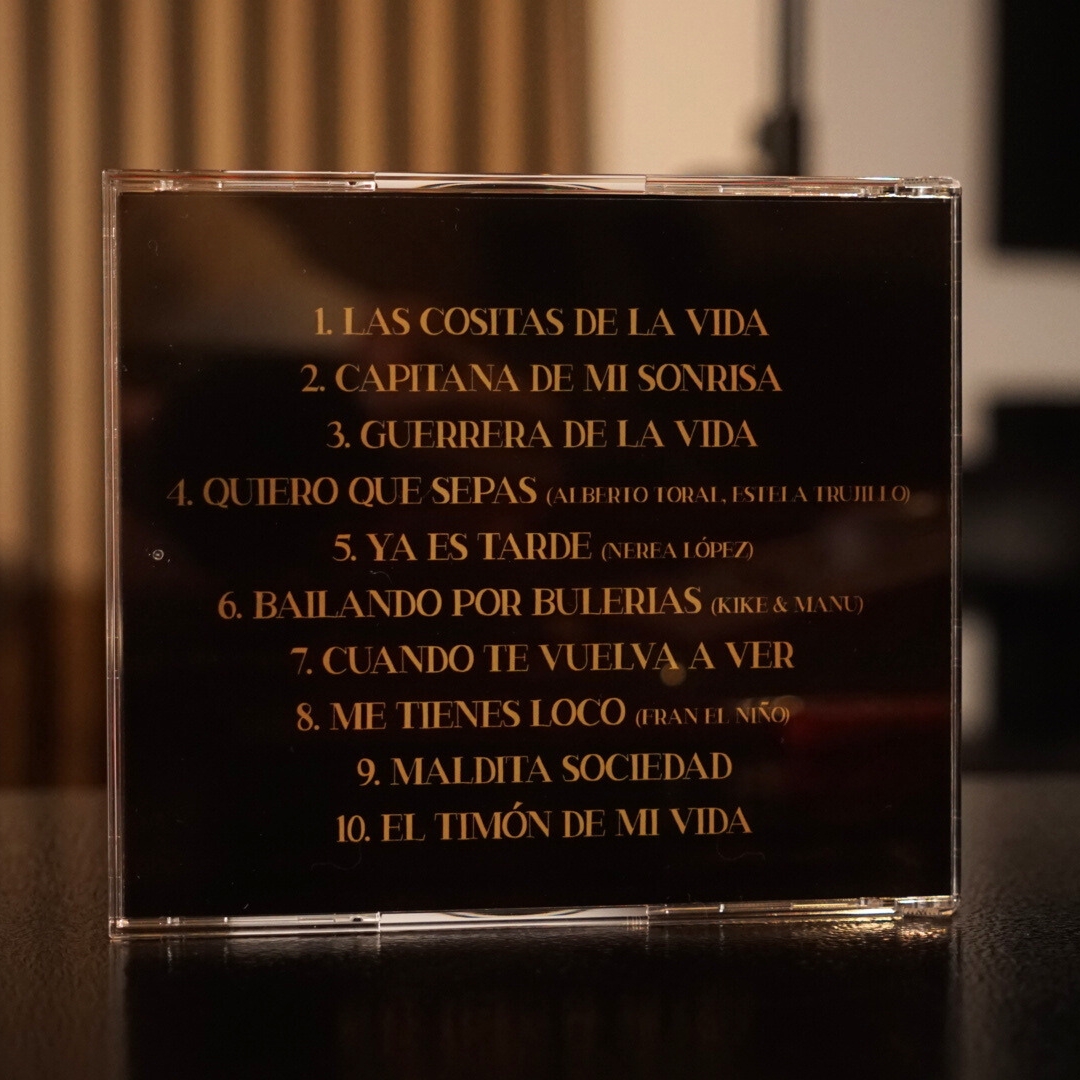 1. LAS COSITAS DE LA VIDA
2. CAPITANA DE MI SONRISA
3. GUERRERA DE LA VIDA
4. QUIERO QUE SEPAS (ALBERTO TORAL, ESTELA TRUJILLO)
5. YA ES TARDE (NEREA LÓPEZ)
6. BAILANDO POR BULERIAS (KIKE & MANU)
7. CUANDO TE VUELVA A VER
8. ME TIENES LOCO (FRAN EL NIÑO)
9. MALDITA SOCIEDAD
10. EL TIMÓN DE MI VIDA